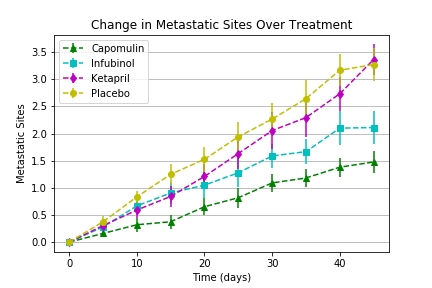 Change in Metastatic Sites Over Treatment
Capomulin
Infubinol
Ketapril
Placebo
Metastatic Sites
3.5
3.0
2.5
2.0
1.5
1.0
0.5
0.0
0
10
20
30
40
Time (days)